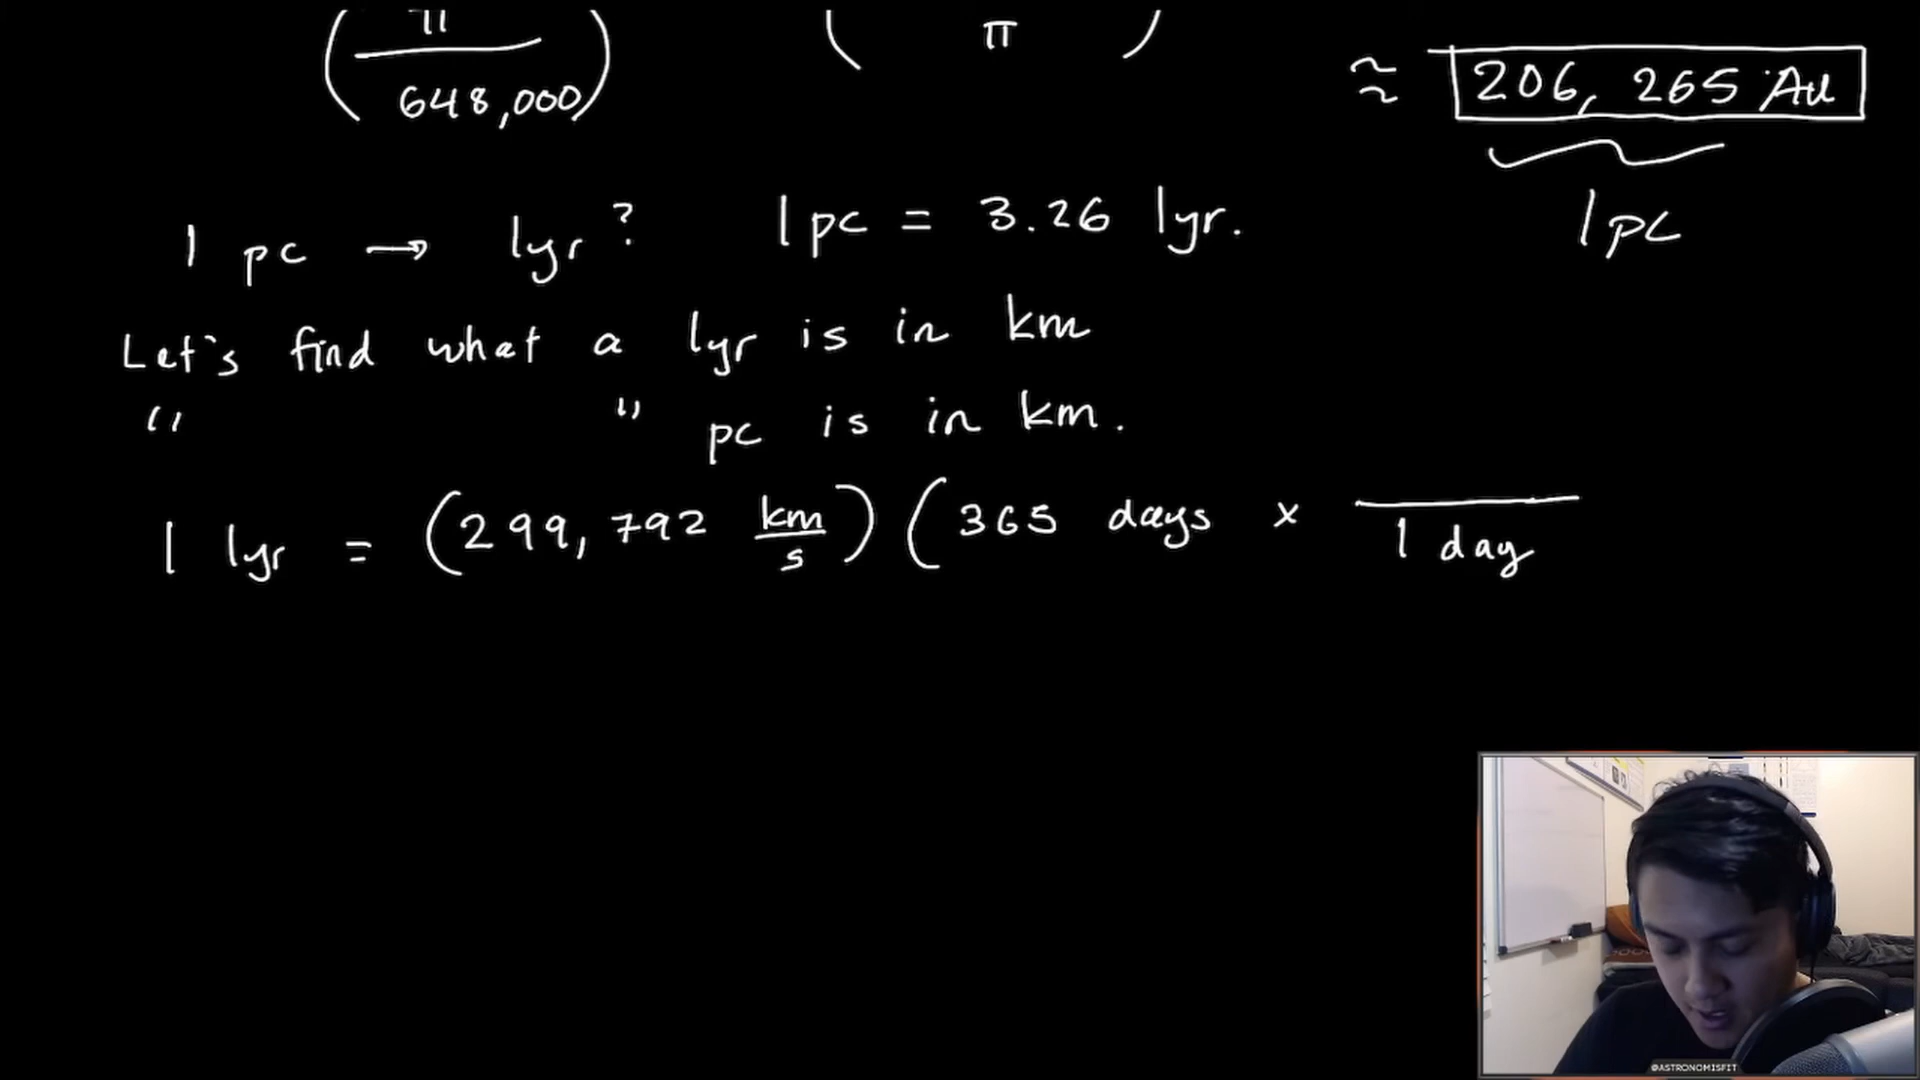 ( π / 648,000 ) ( π ) ≈ 206, 265 AU
1 pc
1 pc → lyr? 1 pc = 3.26 lyr.
Let's find what a lyr is in km
" " pc is in km.
1 lyr = (299,792 km/s) (365 days × / 1 day
@ASTRONOMISFIT